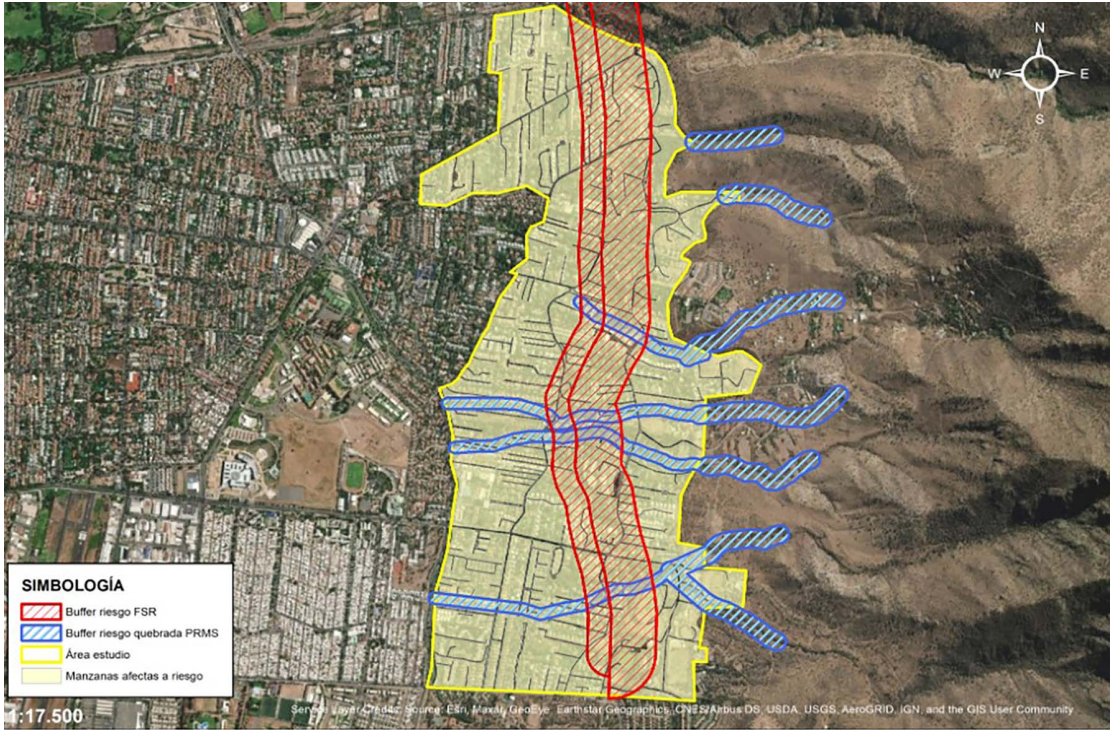 N
W E
S
SIMBOLOGÍA
Buffer riesgo FSR
Buffer riesgo quebrada PRMS
Área estudio
Manzanas afectas a riesgo
1:17.500
Service Layer Credits: Source: Esri, Maxar, GeoEye, Earthstar Geographics, CNES/Airbus DS, USDA, USGS, AeroGRID, IGN, and the GIS User Community